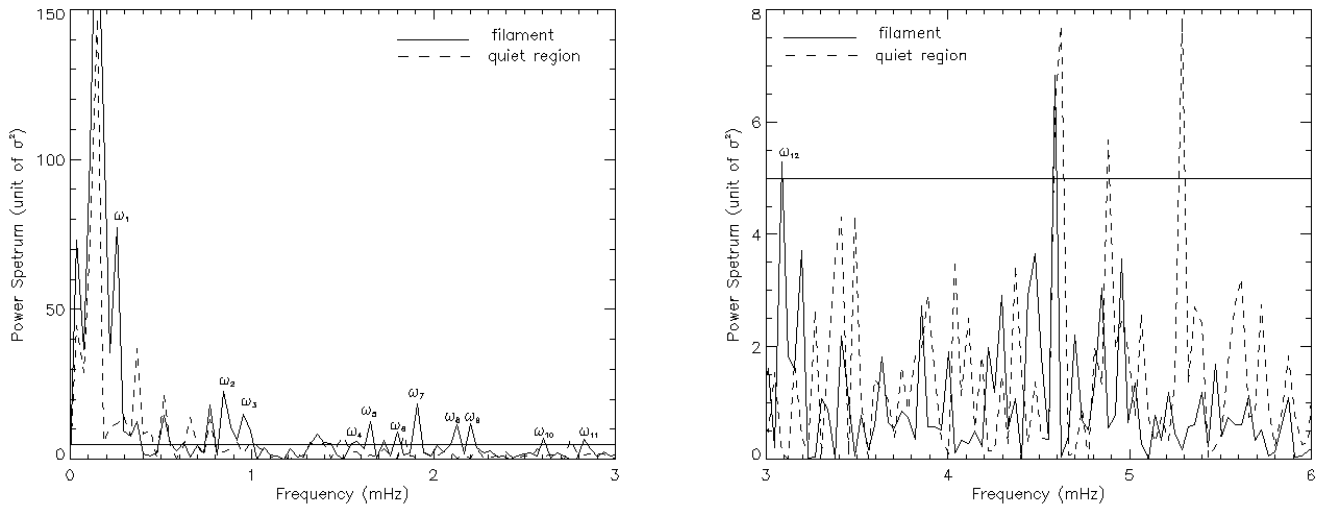 150
100
50
0
Power Spetrum (unit of σ²)
filament
quiet region
ω₁
ω₂
ω₃
ω₄
ω₅
ω₆
ω₇
ω₈
ω₉
ω₁₀
ω₁₁
0 1 2 3
Frequency (mHz)
8
6
4
2
0
Power Spetrum (unit of σ²)
filament
quiet region
ω₁₂
3 4 5 6
Frequency (mHz)